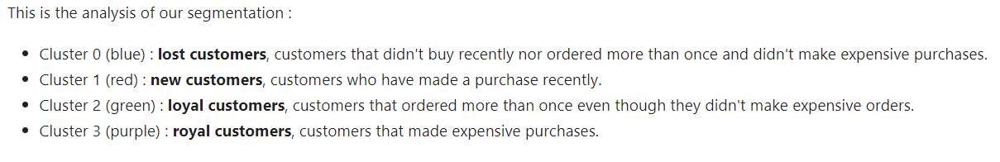 This is the analysis of our segmentation :
• Cluster 0 (blue) : lost customers, customers that didn't buy recently nor ordered more than once and didn't make expensive purchases.
• Cluster 1 (red) : new customers, customers who have made a purchase recently.
• Cluster 2 (green) : loyal customers, customers that ordered more than once even though they didn't make expensive orders.
• Cluster 3 (purple) : royal customers, customers that made expensive purchases.